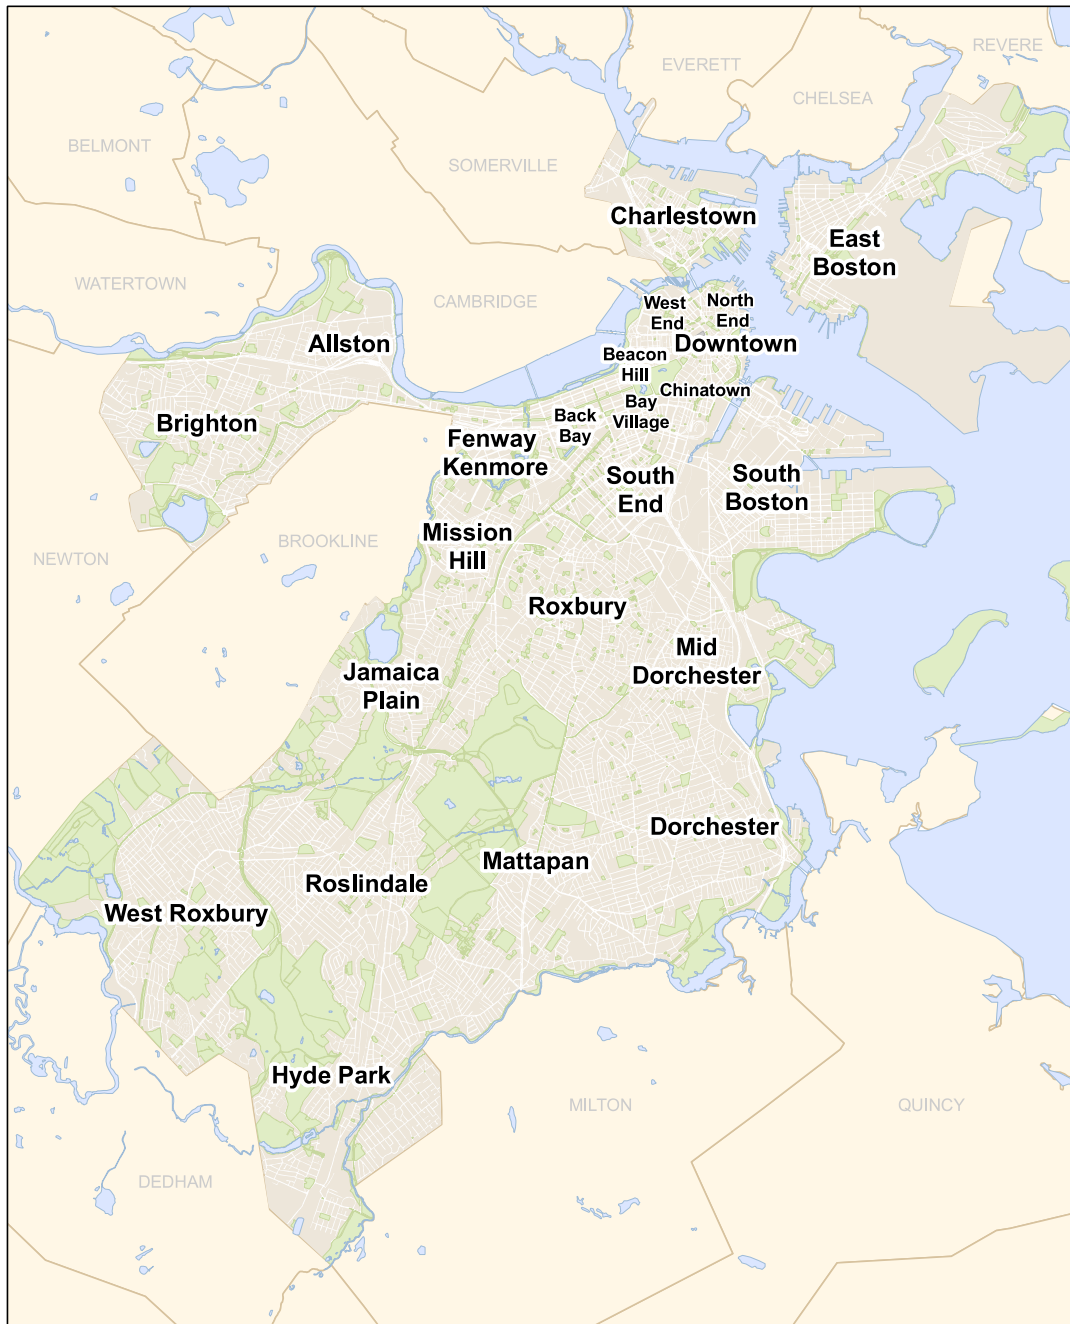 REVERE
EVERETT
CHELSEA
BELMONT
SOMERVILLE
Charlestown
East
Boston
WATERTOWN
CAMBRIDGE
West
End
North
End
Allston
Downtown
Beacon
Hill
Chinatown
Bay
Village
Back
Bay
Brighton
Fenway
Kenmore
South
End
South
Boston
Mission
Hill
BROOKLINE
NEWTON
Roxbury
Mid
Dorchester
Jamaica
Plain
Dorchester
Mattapan
Roslindale
West Roxbury
Hyde Park
MILTON
QUINCY
DEDHAM